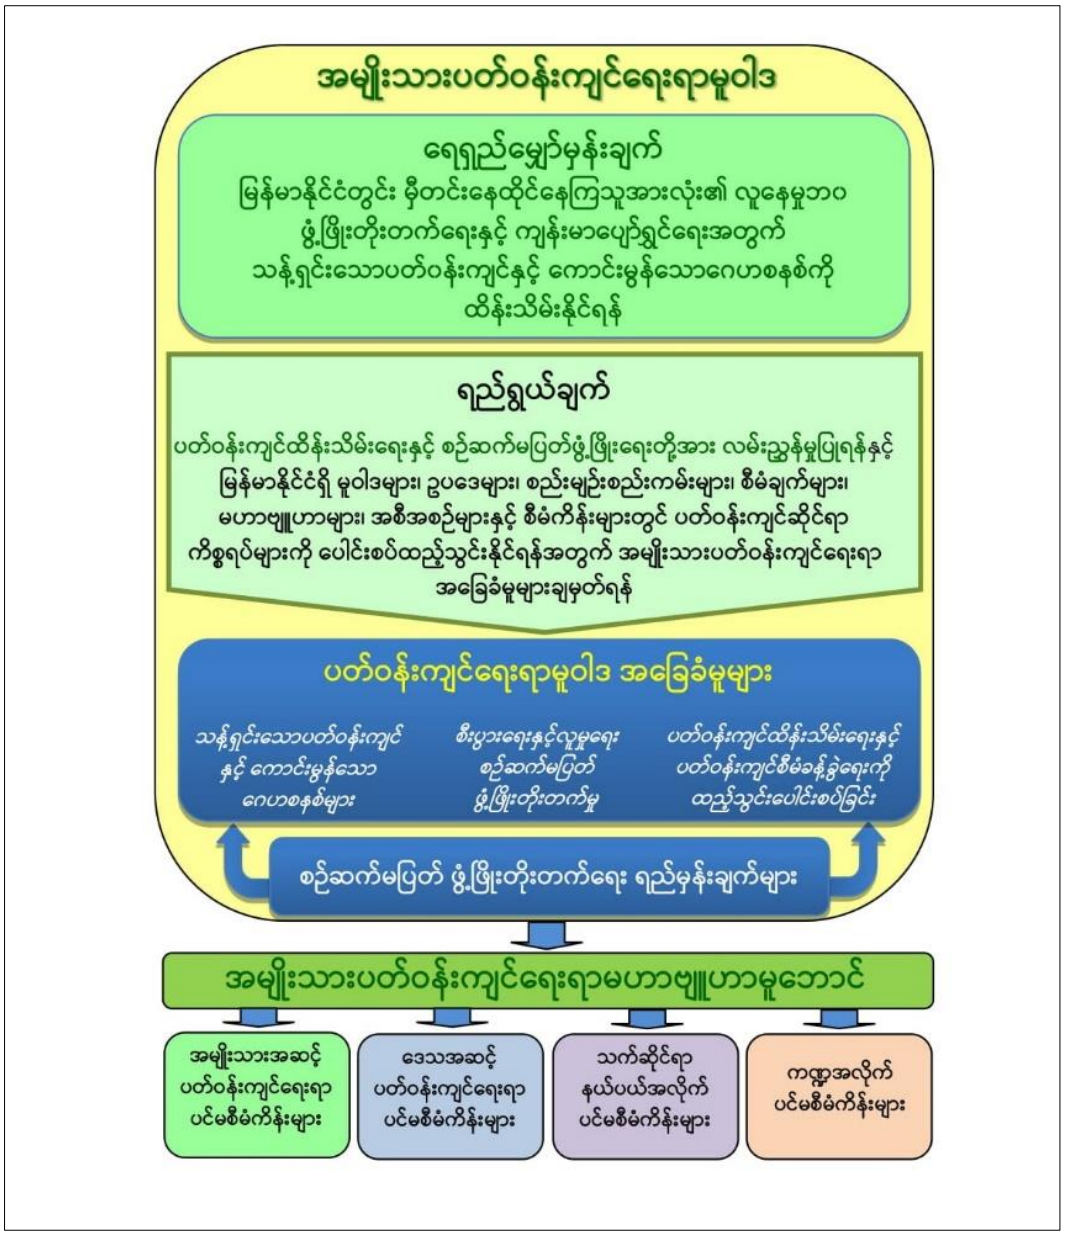 အမျိုးသားပတ်ဝန်းကျင်ရေးရာမူဝါဒ
ရေရှည်မျှော်မှန်းချက်
မြန်မာနိုင်ငံတွင်း မှီတင်းနေထိုင်နေကြသူအားလုံး၏ လူနေမှုဘဝ
ဖွံ့ဖြိုးတိုးတက်ရေးနှင့် ကျန်းမာပျော်ရွှင်ရေးအတွက်
သန့်ရှင်းသောပတ်ဝန်းကျင်နှင့် ကောင်းမွန်သောဂေဟစနစ်ကို
ထိန်းသိမ်းနိုင်ရန်
ရည်ရွယ်ချက်
ပတ်ဝန်းကျင်ထိန်းသိမ်းရေးနှင့် စဉ်ဆက်မပြတ်ဖွံ့ဖြိုးရေးတို့အား လမ်းညွှန်မှုပြုရန်နှင့်
မြန်မာနိုင်ငံရှိ မူဝါဒများ၊ ဥပဒေများ၊ စည်းမျဉ်းစည်းကမ်းများ၊ စီမံချက်များ၊
မဟာဗျူဟာများ၊ အစီအစဉ်များနှင့် စီမံကိန်းများတွင် ပတ်ဝန်းကျင်ဆိုင်ရာ
ကိစ္စရပ်များကို ပေါင်းစပ်ထည့်သွင်းနိုင်ရန်အတွက် အမျိုးသားပတ်ဝန်းကျင်ရေးရာ
အခြေခံမူများချမှတ်ရန်
ပတ်ဝန်းကျင်ရေးရာမူဝါဒ အခြေခံမူများ
သန့်ရှင်းသောပတ်ဝန်းကျင်
နှင့် ကောင်းမွန်သော
ဂေဟစနစ်များ
စီးပွားရေးနှင့်လူမှုရေး
စဉ်ဆက်မပြတ်
ဖွံ့ဖြိုးတိုးတက်မှု
ပတ်ဝန်းကျင်ထိန်းသိမ်းရေးနှင့်
ပတ်ဝန်းကျင်စီမံခန့်ခွဲရေးကို
ထည့်သွင်းပေါင်းစပ်ခြင်း
စဉ်ဆက်မပြတ် ဖွံ့ဖြိုးတိုးတက်ရေး ရည်မှန်းချက်များ
အမျိုးသားပတ်ဝန်းကျင်ရေးရာမဟာဗျူဟာမူဘောင်
အမျိုးသားအဆင့်
ပတ်ဝန်းကျင်ရေးရာ
ပင်မစီမံကိန်းများ
ဒေသအဆင့်
ပတ်ဝန်းကျင်ရေးရာ
ပင်မစီမံကိန်းများ
သက်ဆိုင်ရာ
နယ်ပယ်အလိုက်
ပင်မစီမံကိန်းများ
ကဏ္ဍအလိုက်
ပင်မစီမံကိန်းများ